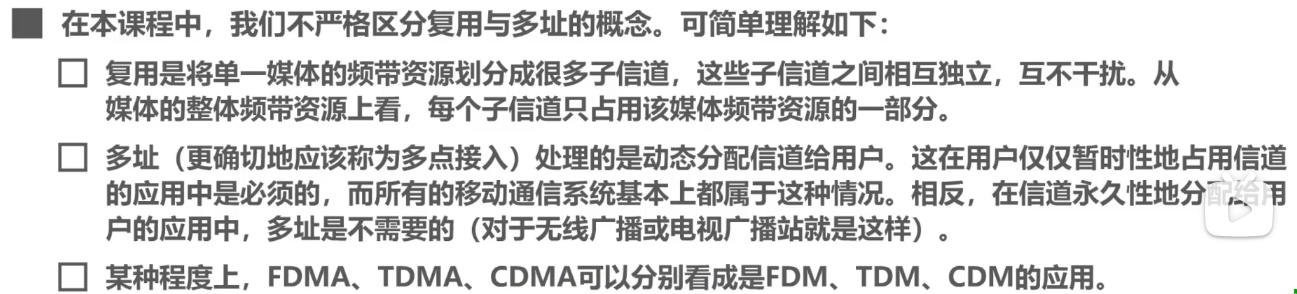 在本课程中，我们不严格区分复用与多址的概念。可简单理解如下：
复用是将单一媒体的频带资源划分成很多子信道，这些子信道之间相互独立，互不干扰。从
媒体的整体频带资源上看，每个子信道只占用该媒体频带资源的一部分。
多址（更确切地应该称为多点接入）处理的是动态分配信道给用户。这在用户仅仅暂时性地占用信道
的应用中是必须的，而所有的移动通信系统基本上都属于这种情况。相反，在信道永久性地分配给用
户的应用中，多址是不需要的（对于无线广播或电视广播站就是这样）。
某种程度上，FDMA、TDMA、CDMA可以分别看成是FDM、TDM、CDM的应用。